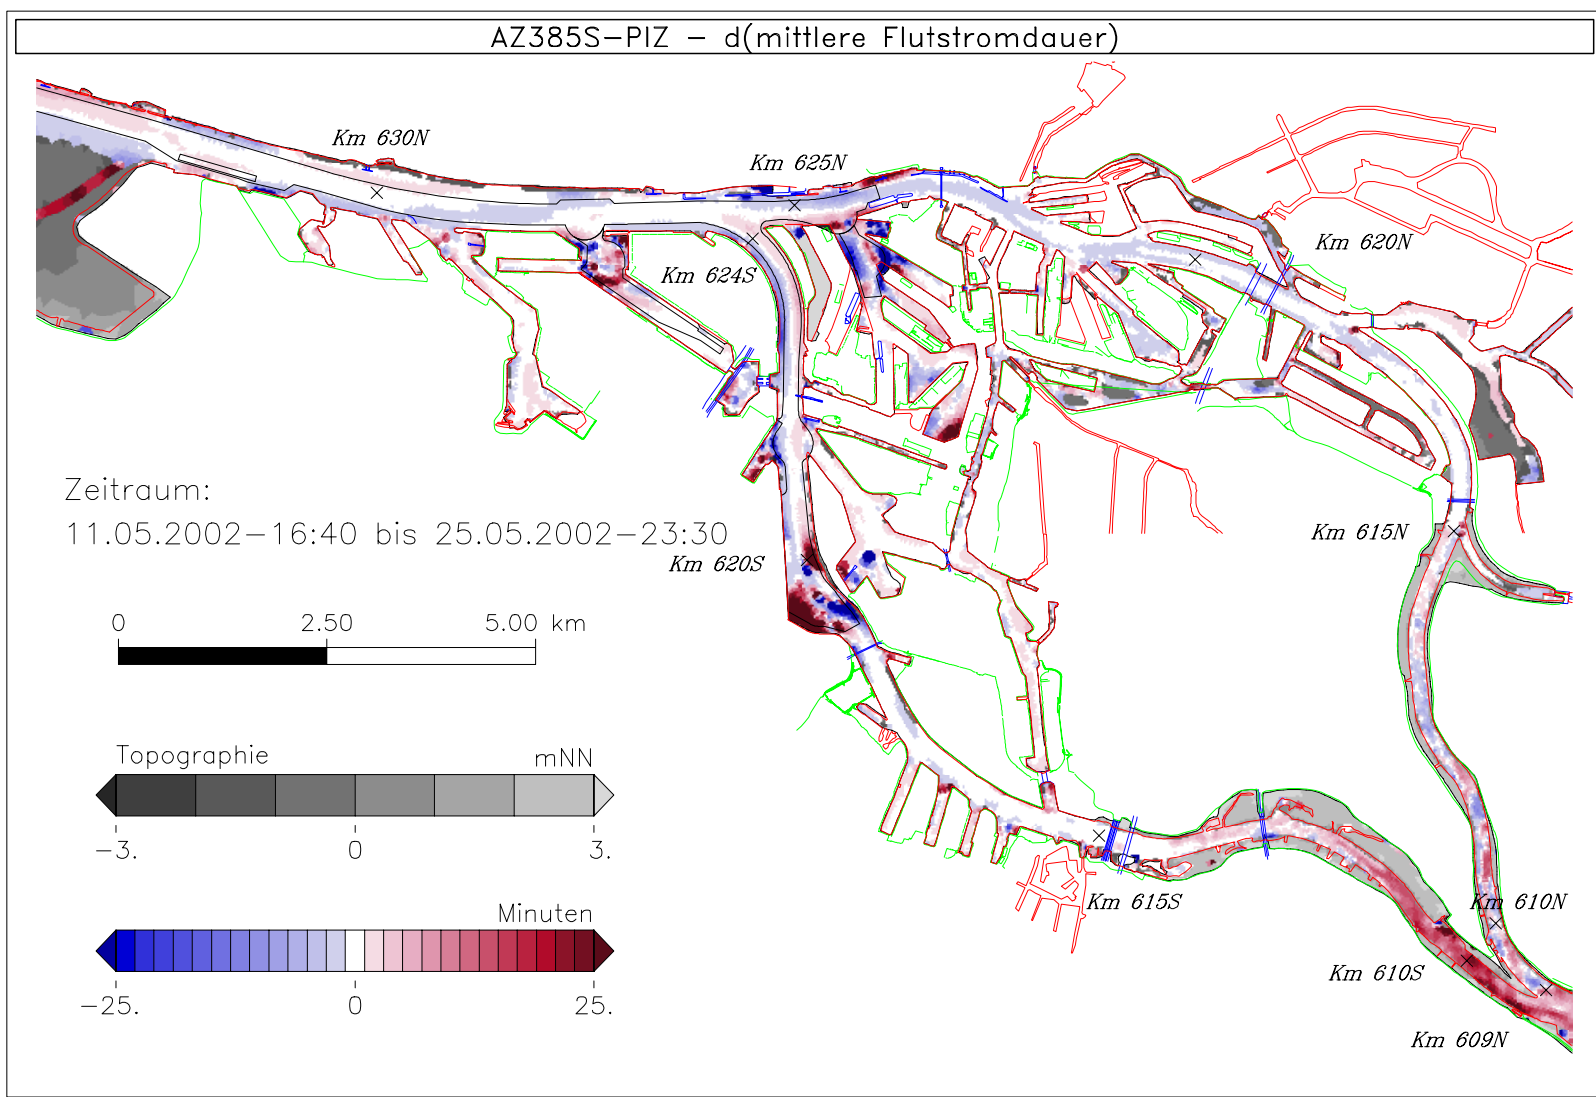 AZ385S-PIZ - d(mittlere Flutstromdauer)
Km 630N
Km 625N
Km 620N
Km 624S
Zeitraum:
11.05.2002-16:40 bis 25.05.2002-23:30
Km 615N
Km 620S
0 2.50 5.00 km
Topographie mNN
-3. 0 3.
Km 615S
Km 610N
Minuten
Km 610S
-25. 0 25.
Km 609N